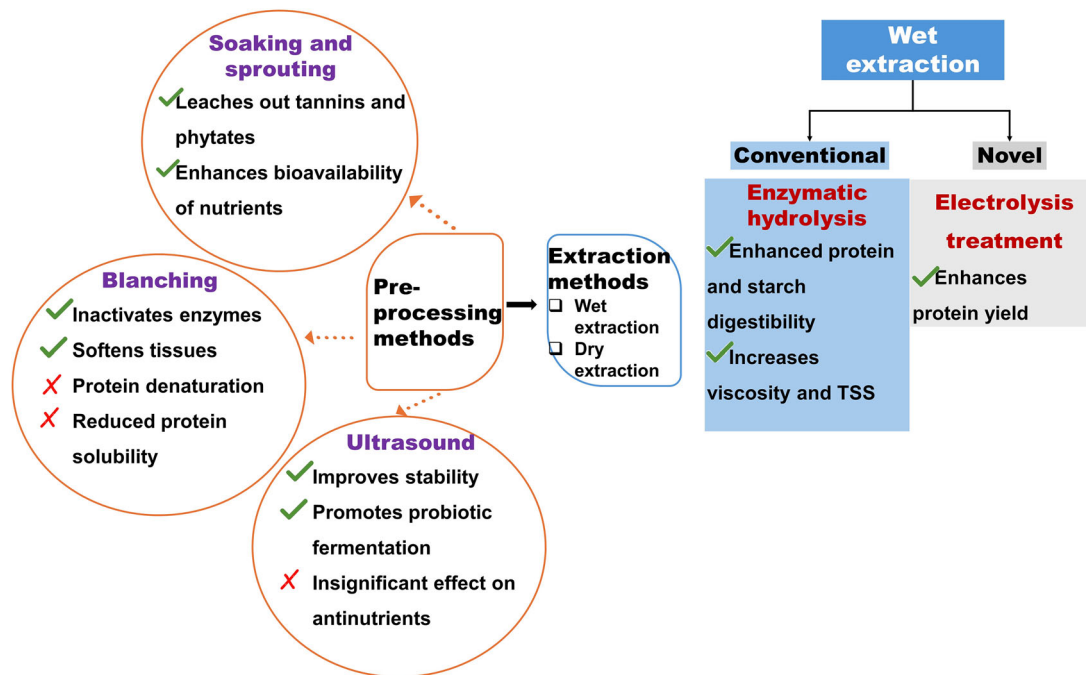 Soaking and
sprouting
Leaches out tannins and
phytates
Enhances bioavailability
of nutrients
Blanching
Inactivates enzymes
Softens tissues
Protein denaturation
Reduced protein
solubility
Ultrasound
Improves stability
Promotes probiotic
fermentation
Insignificant effect on
antinutrients
Pre-
processing
methods
Extraction
methods
Wet
extraction
Dry
extraction
Wet
extraction
Conventional
Enzymatic
hydrolysis
Enhanced protein
and starch
digestibility
Increases
viscosity and TSS
Novel
Electrolysis
treatment
Enhances
protein yield